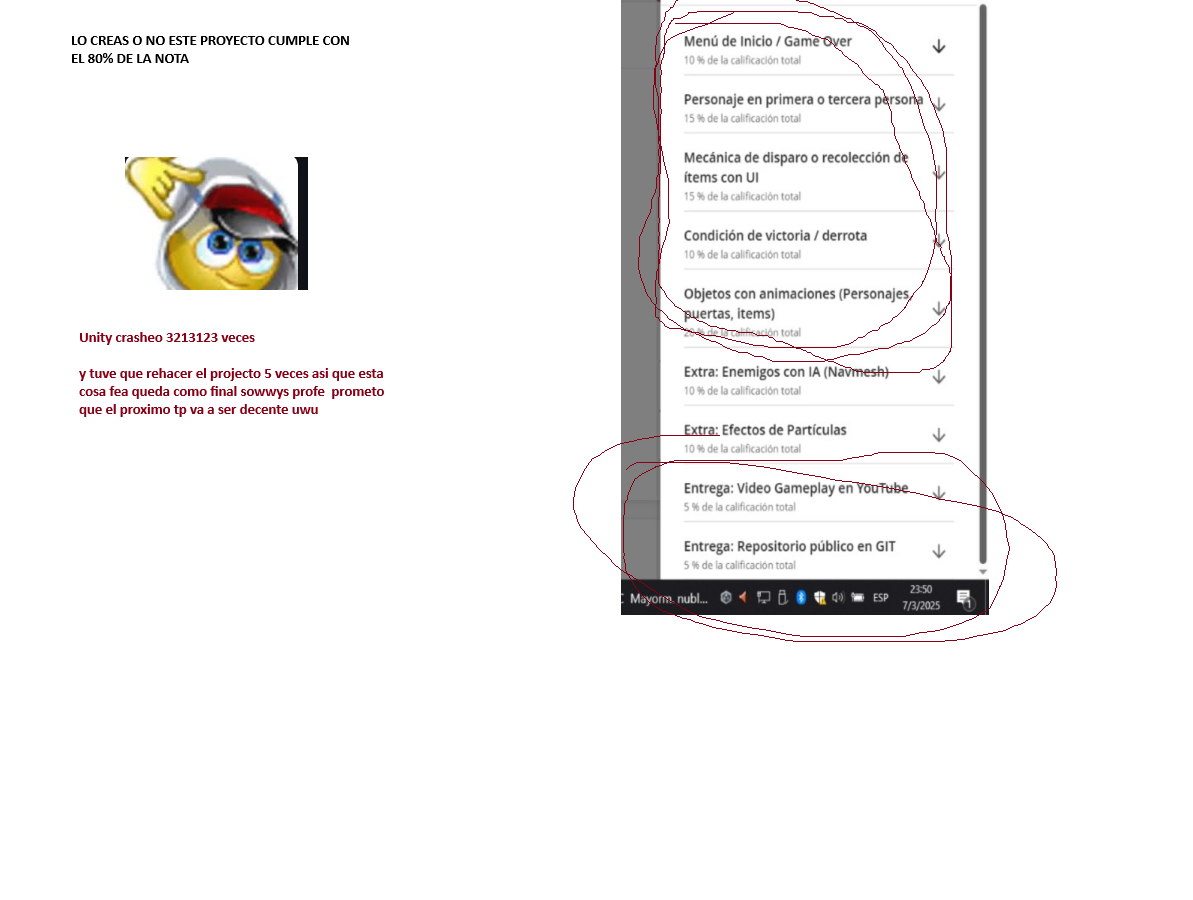 LO CREAS O NO ESTE PROYECTO CUMPLE CON
EL 80% DE LA NOTA
Unity crasheo 3213123 veces
y tuve que rehacer el projecto 5 veces asi que esta
cosa fea queda como final sowwys profe prometo
que el proximo tp va a ser decente uwu
Menú de Inicio / Game Over
10 % de la calificación total
Personaje en primera o tercera persona
15 % de la calificación total
Mecánica de disparo o recolección de
ítems con UI
15 % de la calificación total
Condición de victoria / derrota
10 % de la calificación total
Objetos con animaciones (Personajes,
puertas, items)
20 % de la calificación total
Extra: Enemigos con IA (Navmesh)
10 % de la calificación total
Extra: Efectos de Partículas
10 % de la calificación total
Entrega: Video Gameplay en YouTube
5 % de la calificación total
Entrega: Repositorio público en GIT
5 % de la calificación total
Mayorm. nubl... ESP 23:50
7/3/2025 1